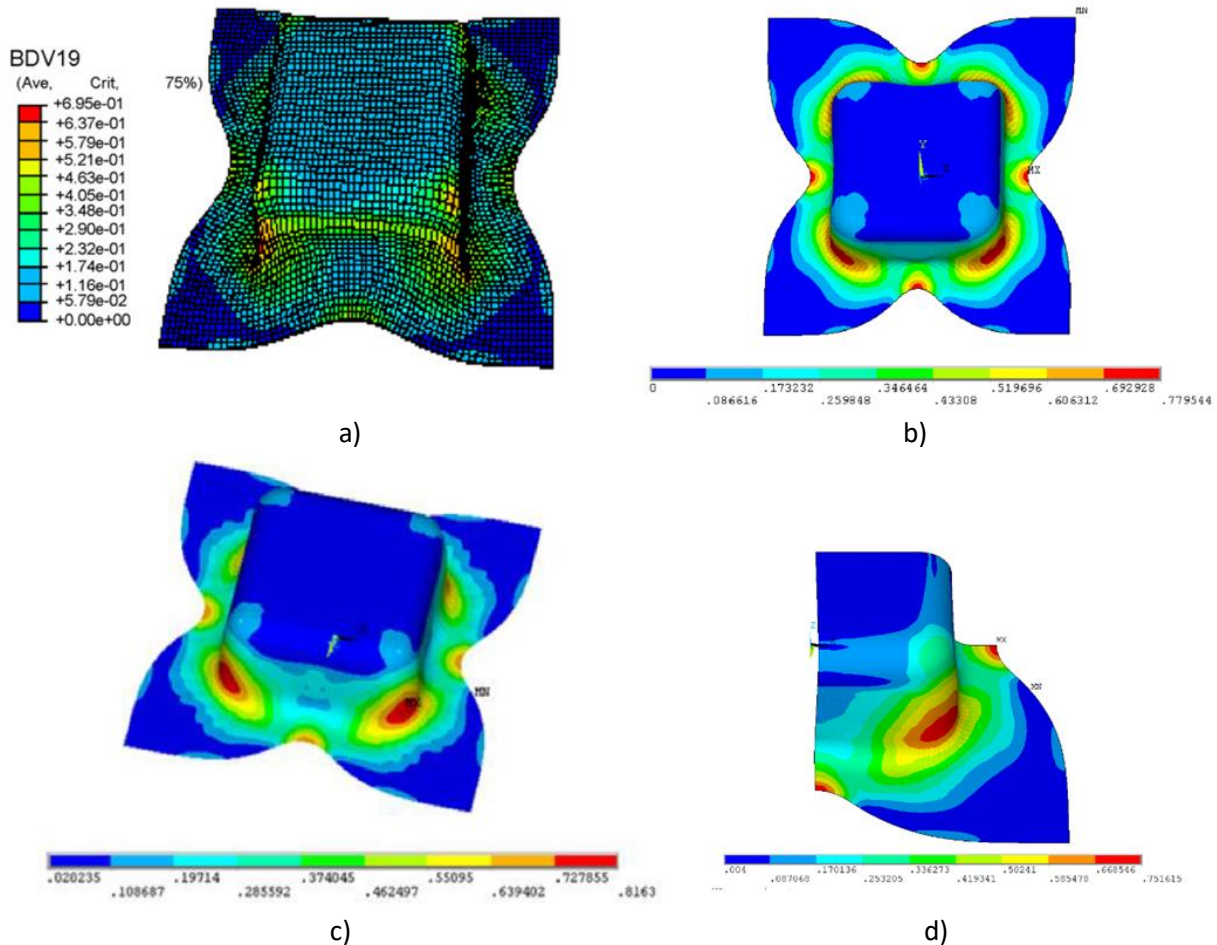 BDV19
(Ave, Crit, 75%)
+6.95e-01
+6.37e-01
+5.79e-01
+5.21e-01
+4.63e-01
+4.05e-01
+3.48e-01
+2.90e-01
+2.32e-01
+1.74e-01
+1.16e-01
+5.79e-02
+0.00e+00
a)
MN
Y
X
MX
0 .173232 .346464 .519696 .692928
.086616 .259848 .43308 .606312 .779544
b)
MX
MN
.020235 .19714 .374045 .55095 .727855
.108687 .285592 .462497 .639402 .8163
c)
Z
MX
MN
.004 .170136 .336273 .50241 .668546
.087068 .253205 .419341 .585478 .751615
d)